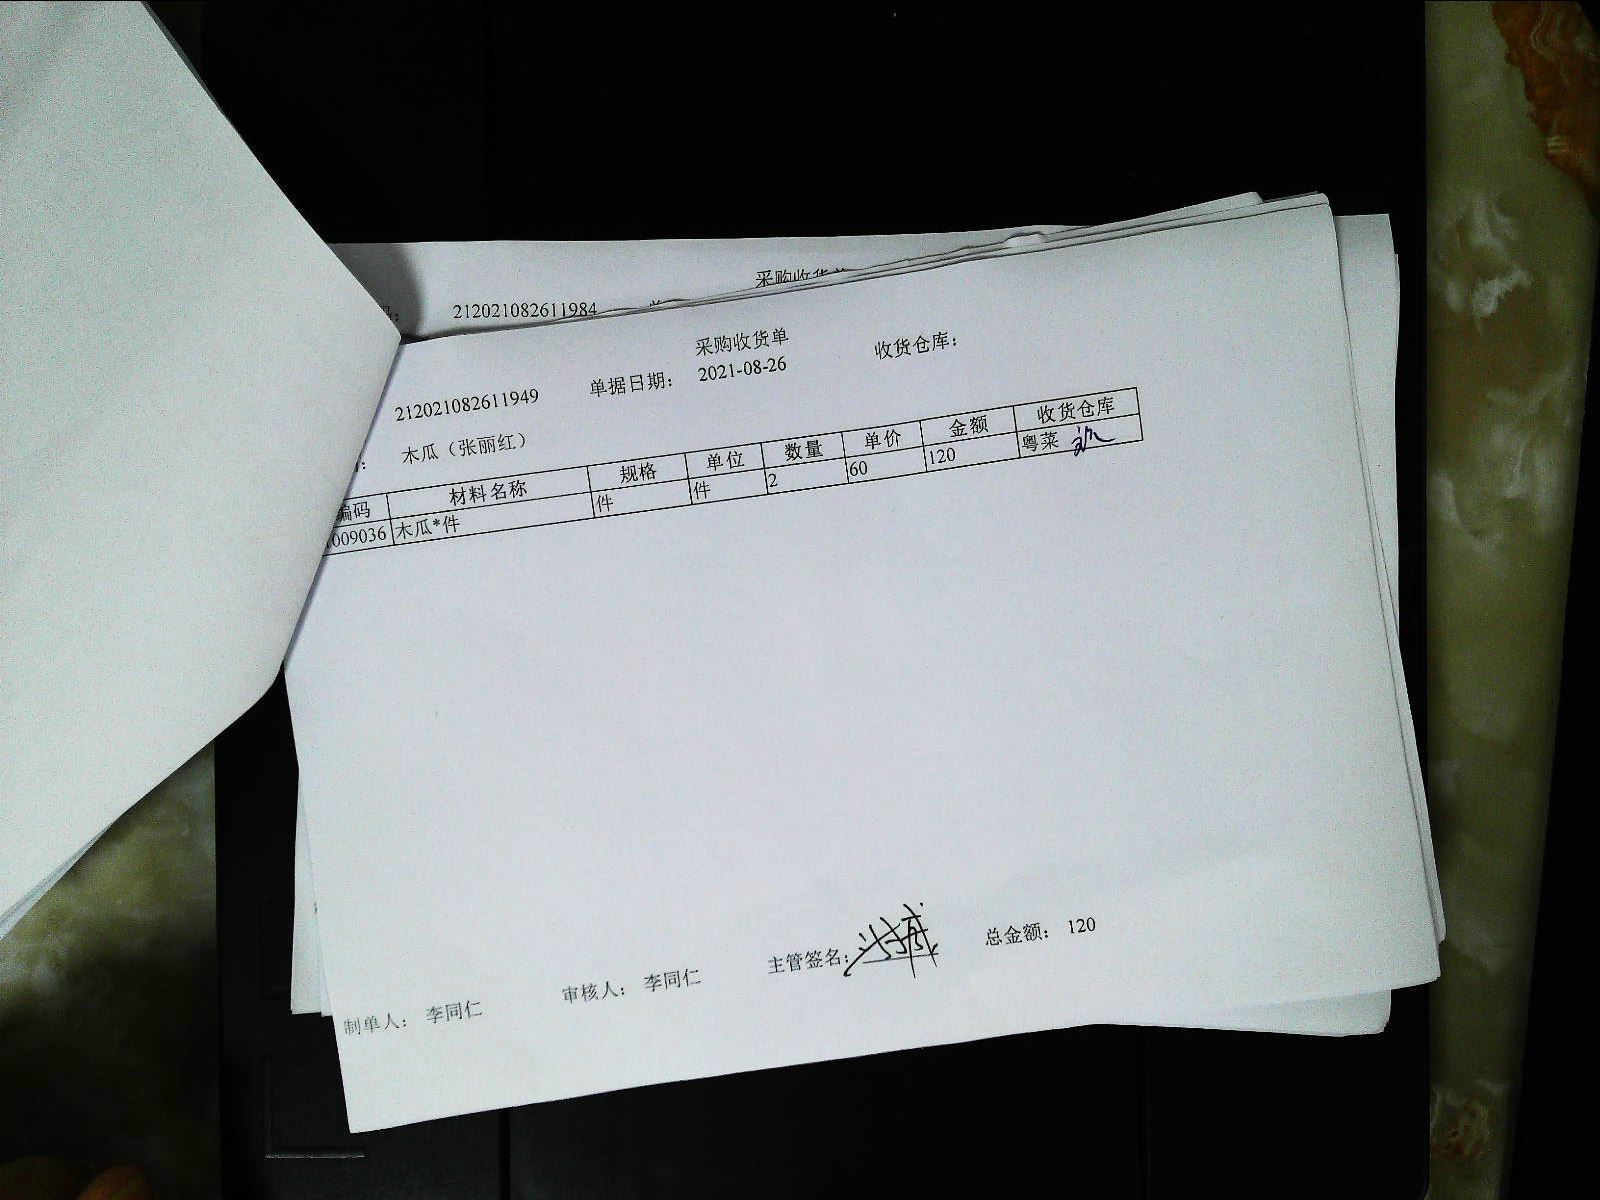 采购收货单
212021082611984
采购收货单
212021082611949 单据日期： 2021-08-26 收货仓库：
木瓜（张丽红）
编码 材料名称 规格 单位 数量 单价 金额 收货仓库
009036 木瓜*件 件 件 2 60 120 粤菜
制单人： 李同仁 审核人： 李同仁 主管签名： 总金额： 120